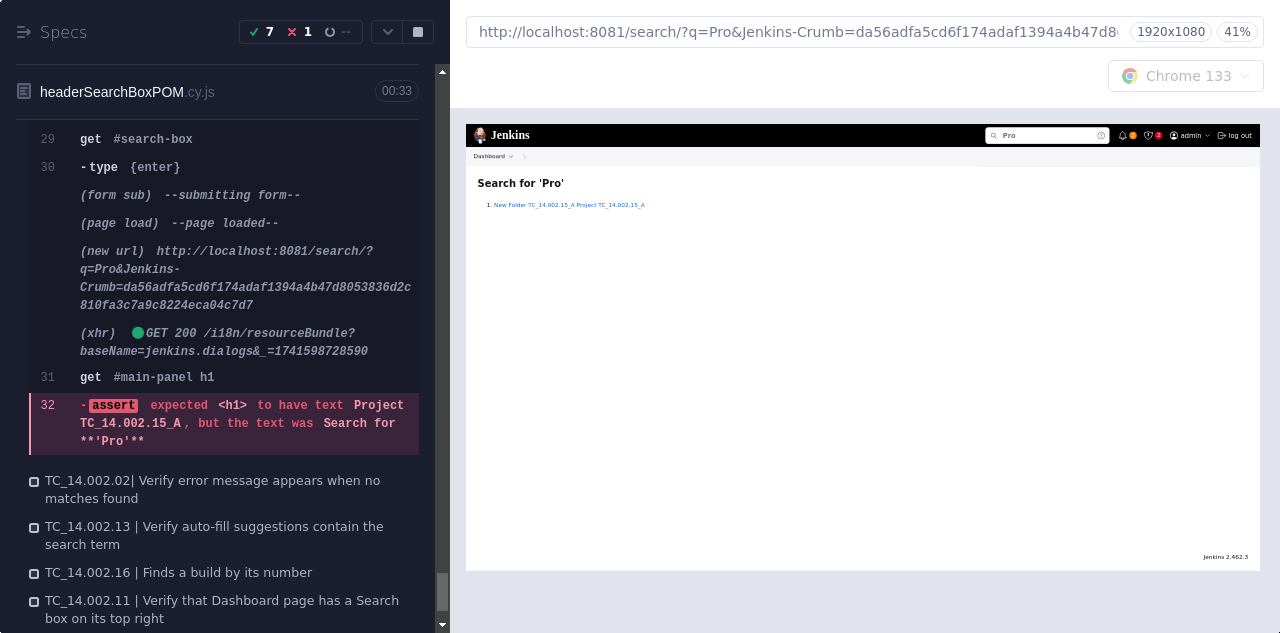 Specs
7
1
--
headerSearchBoxPOM.cy.js
00:33
29 get #search-box
30 -type {enter}
(form sub) --submitting form--
(page load) --page loaded--
(new url) http://localhost:8081/search/?
q=Pro&Jenkins-
Crumb=da56adfa5cd6f174adaf1394a4b47d8053836d2c
810fa3c7a9c8224eca04c7d7
(xhr) GET 200 /i18n/resourceBundle?
baseName=jenkins.dialogs&_=1741598728590
31 get #main-panel h1
32 -assert expected <h1> to have text Project
TC_14.002.15_A, but the text was Search for
**'Pro'**
TC_14.002.02| Verify error message appears when no
matches found
TC_14.002.13 | Verify auto-fill suggestions contain the
search term
TC_14.002.16 | Finds a build by its number
TC_14.002.11 | Verify that Dashboard page has a Search
box on its top right
http://localhost:8081/search/?q=Pro&Jenkins-Crumb=da56adfa5cd6f174adaf1394a4b47d8
1920x1080
41%
Chrome 133
Jenkins
Pro
2
2
admin
log out
Dashboard
Search for 'Pro'
1. New Folder TC_14.002.15_A Project TC_14.002.15_A
Jenkins 2.462.3